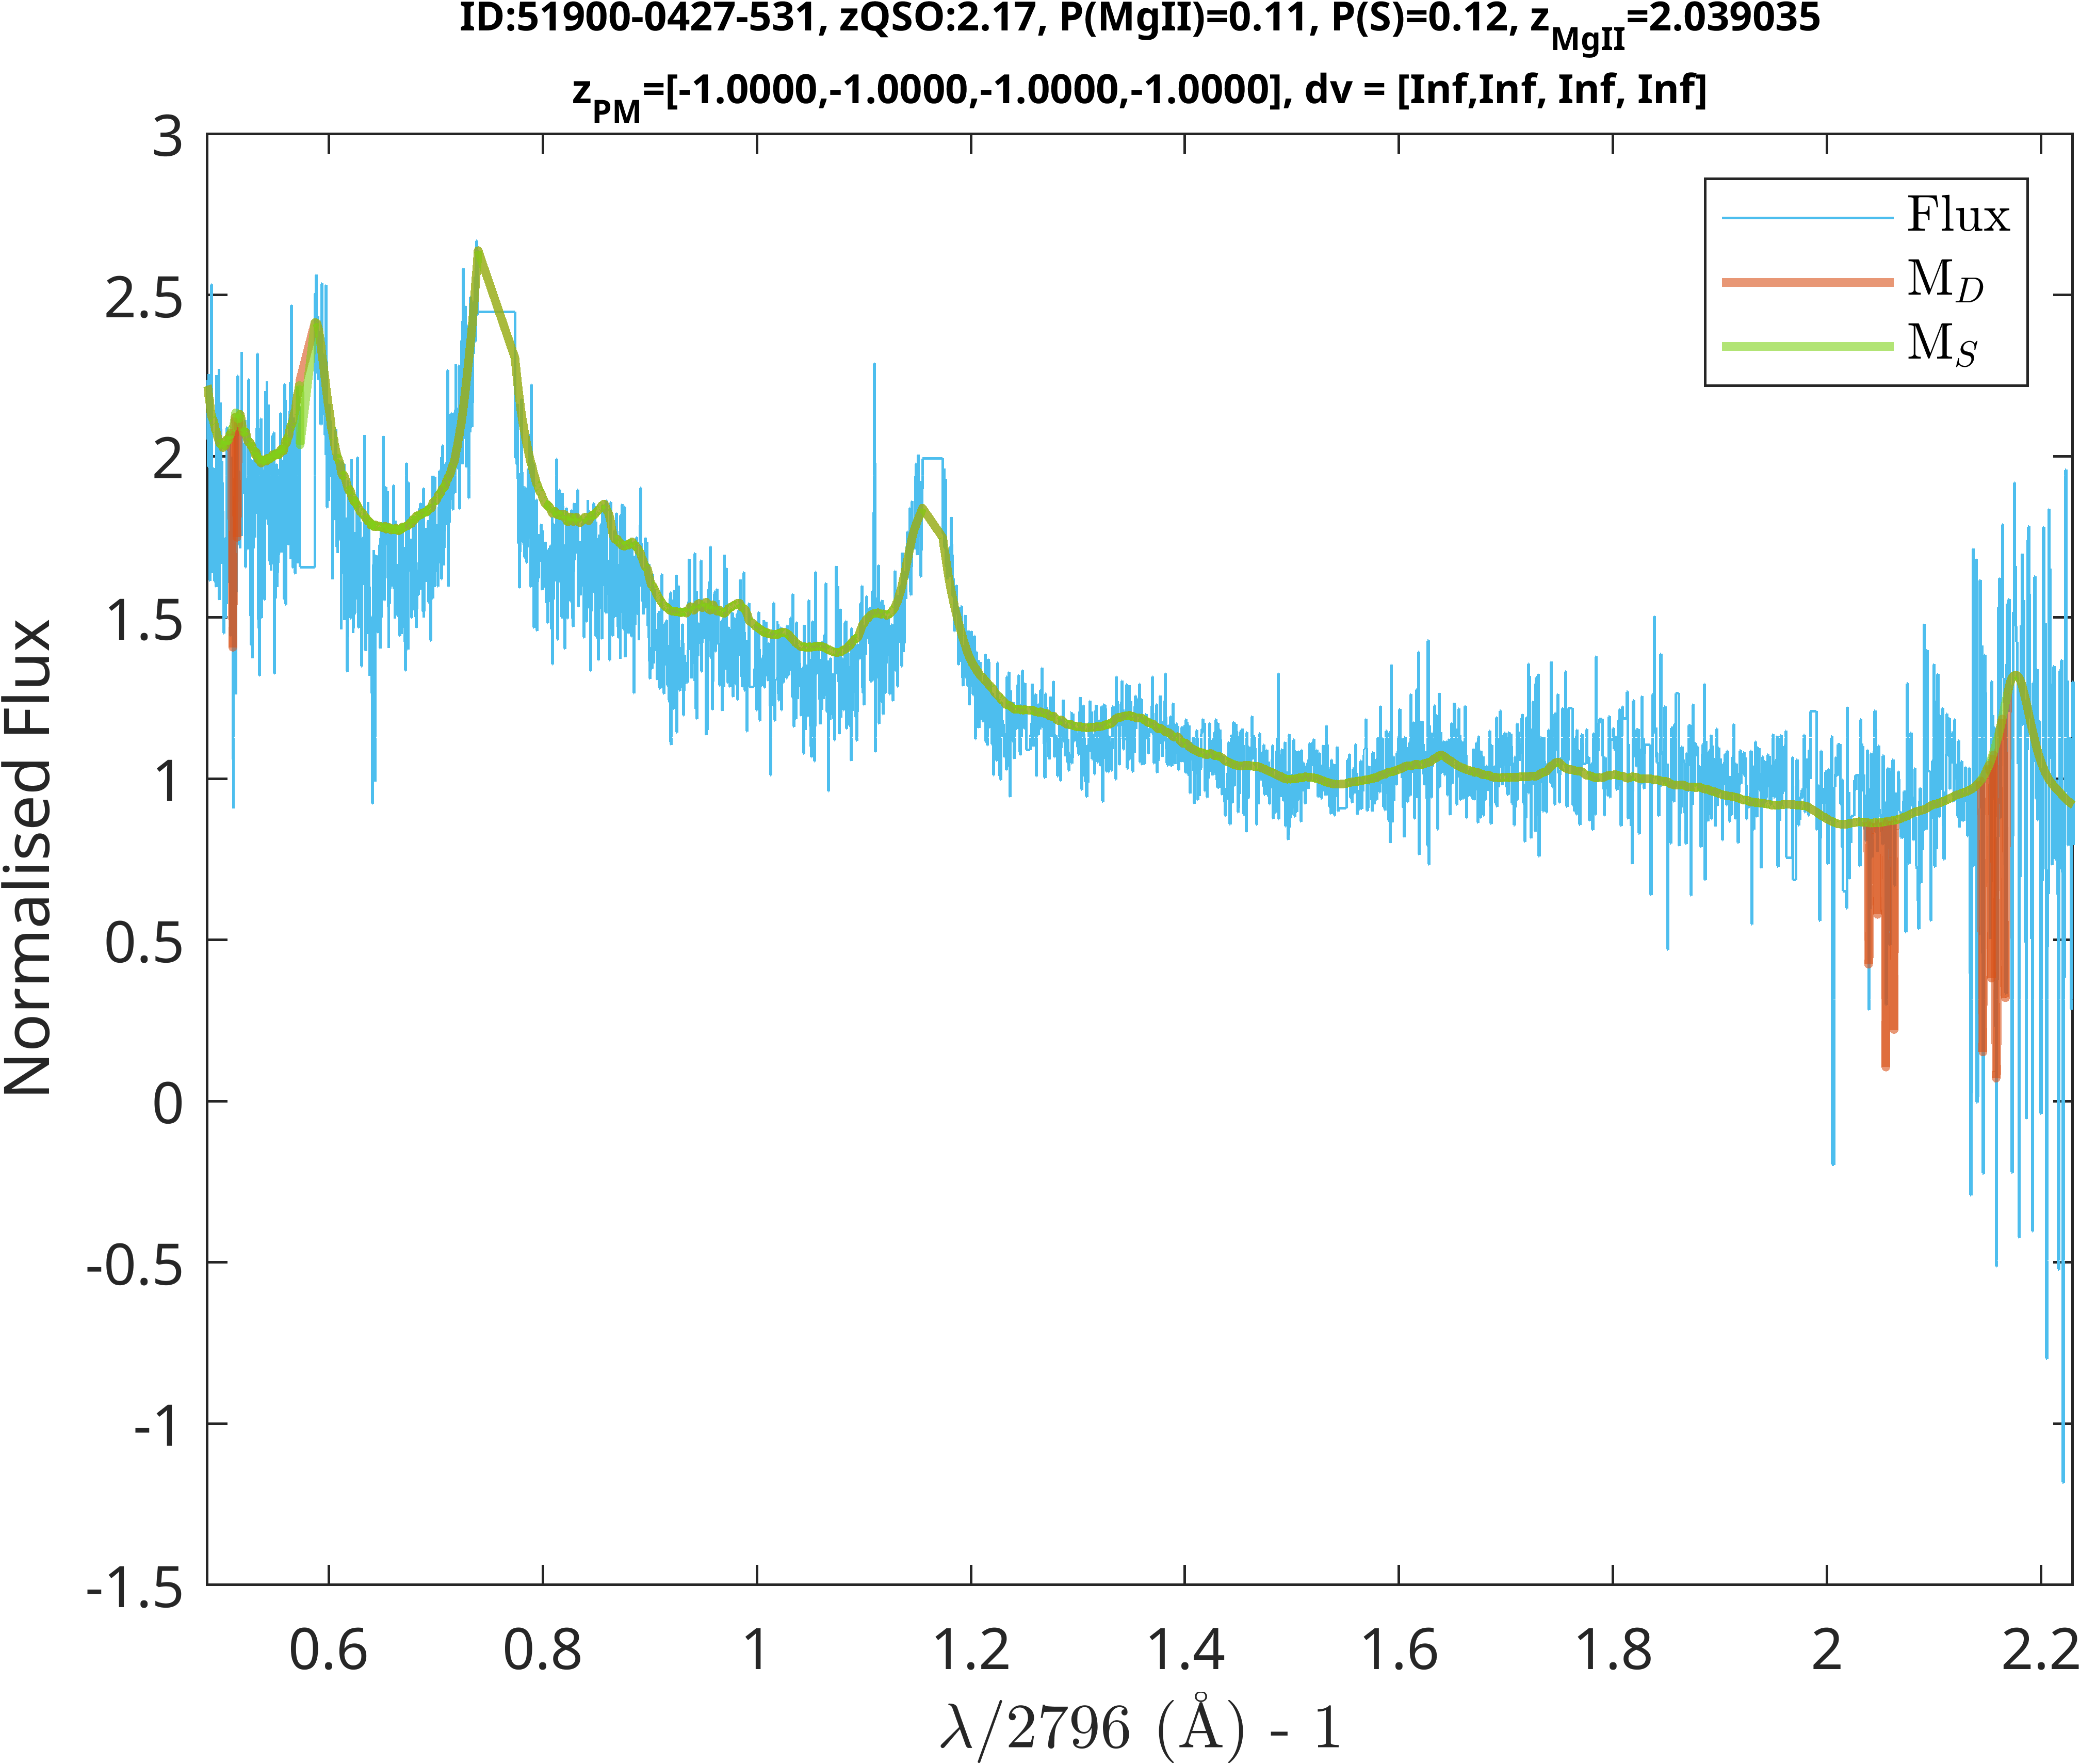 ID:51900-0427-531, zQSO:2.17, P(MgII)=0.11, P(S)=0.12, zMgII=2.039035
zPM=[-1.0000,-1.0000,-1.0000,-1.0000], dv = [Inf,Inf, Inf, Inf]
3
2.5
2
1.5
1
0.5
0
-0.5
-1
-1.5
Normalised Flux
Flux
MD
MS
0.6 0.8 1 1.2 1.4 1.6 1.8 2 2.2
λ/2796 (Å) - 1